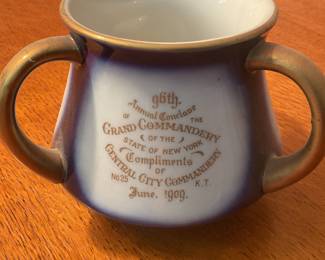 96th.
Annual Conclave
OF THE
GRAND COMMANDERY
OF THE
STATE OF NEW YORK
Compliments
OF
CENTRAL CITY COMMANDERY
No 25 K.T.
June, 1909.